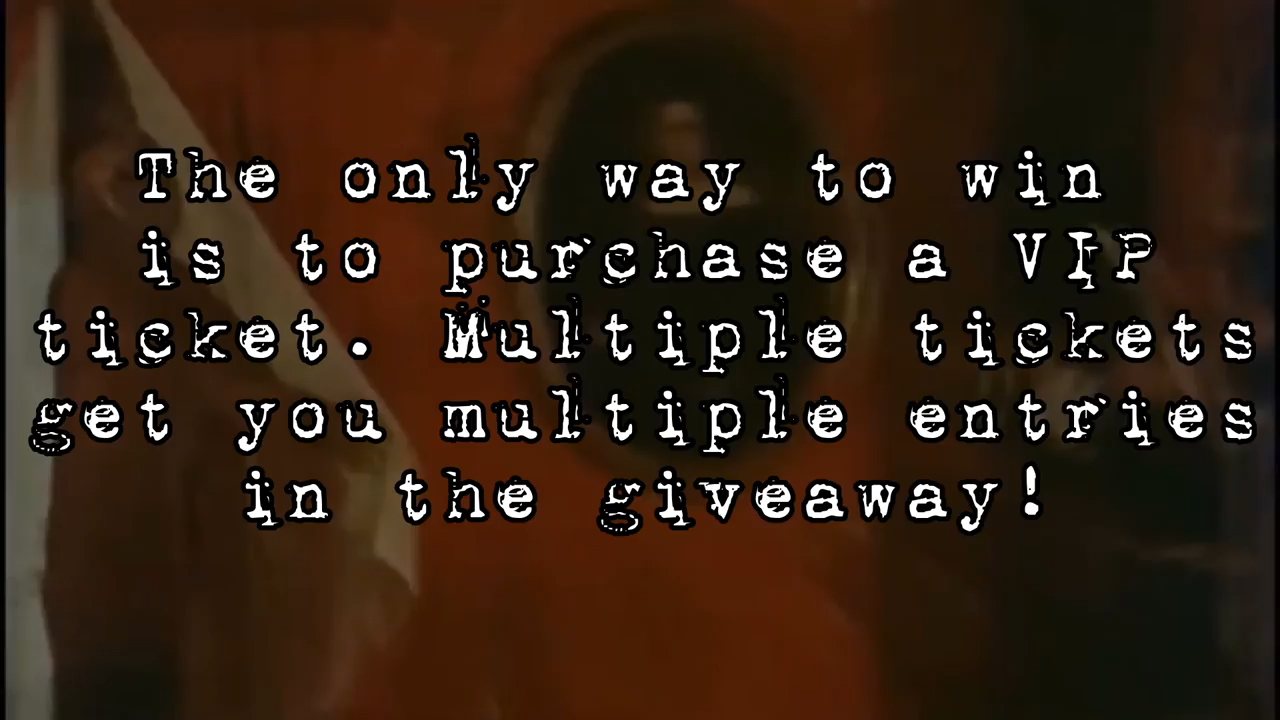 The only way to win
is to purchase a VIP
ticket. Multiple tickets
get you multiple entries
in the giveaway!